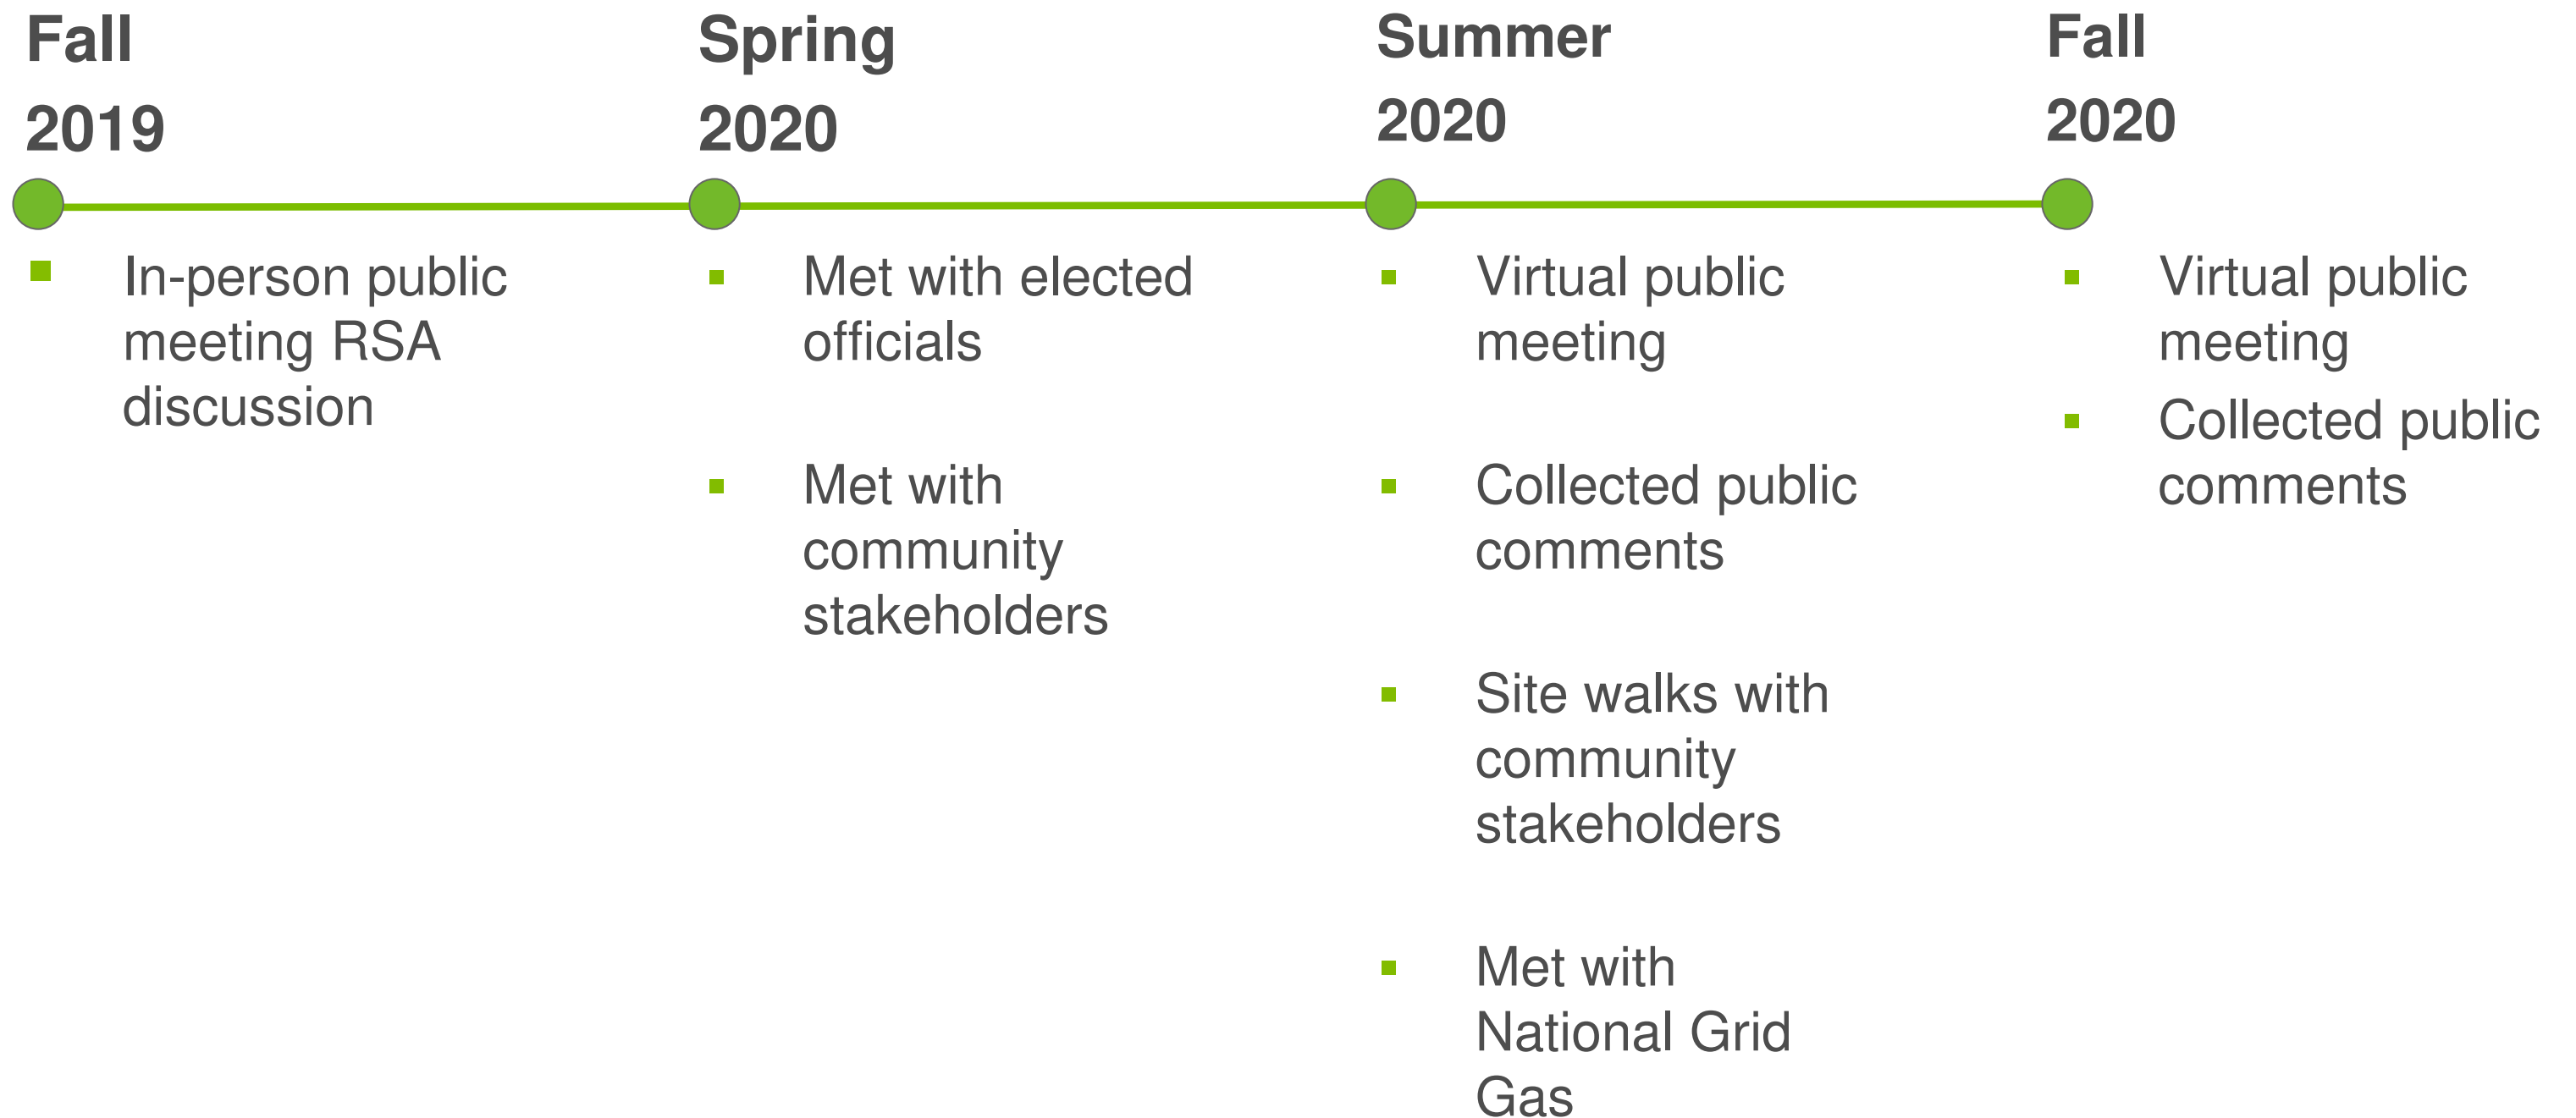 Fall
2019
In-person public
meeting RSA
discussion
Spring
2020
Met with elected
officials
Met with
community
stakeholders
Summer
2020
Virtual public
meeting
Collected public
comments
Site walks with
community
stakeholders
Met with
National Grid
Gas
Fall
2020
Virtual public
meeting
Collected public
comments